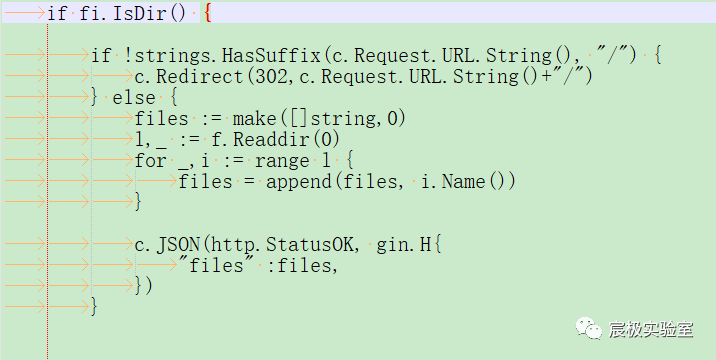 if fi.IsDir() {
if !strings.HasSuffix(c.Request.URL.String(), "/") {
c.Redirect(302,c.Request.URL.String()+"/")
} else {
files := make([]string,0)
l,_ := f.Readdir(0)
for _,i := range l {
files = append(files, i.Name())
}
c.JSON(http.StatusOK, gin.H{
"files" :files,
})
}
宸极实验室